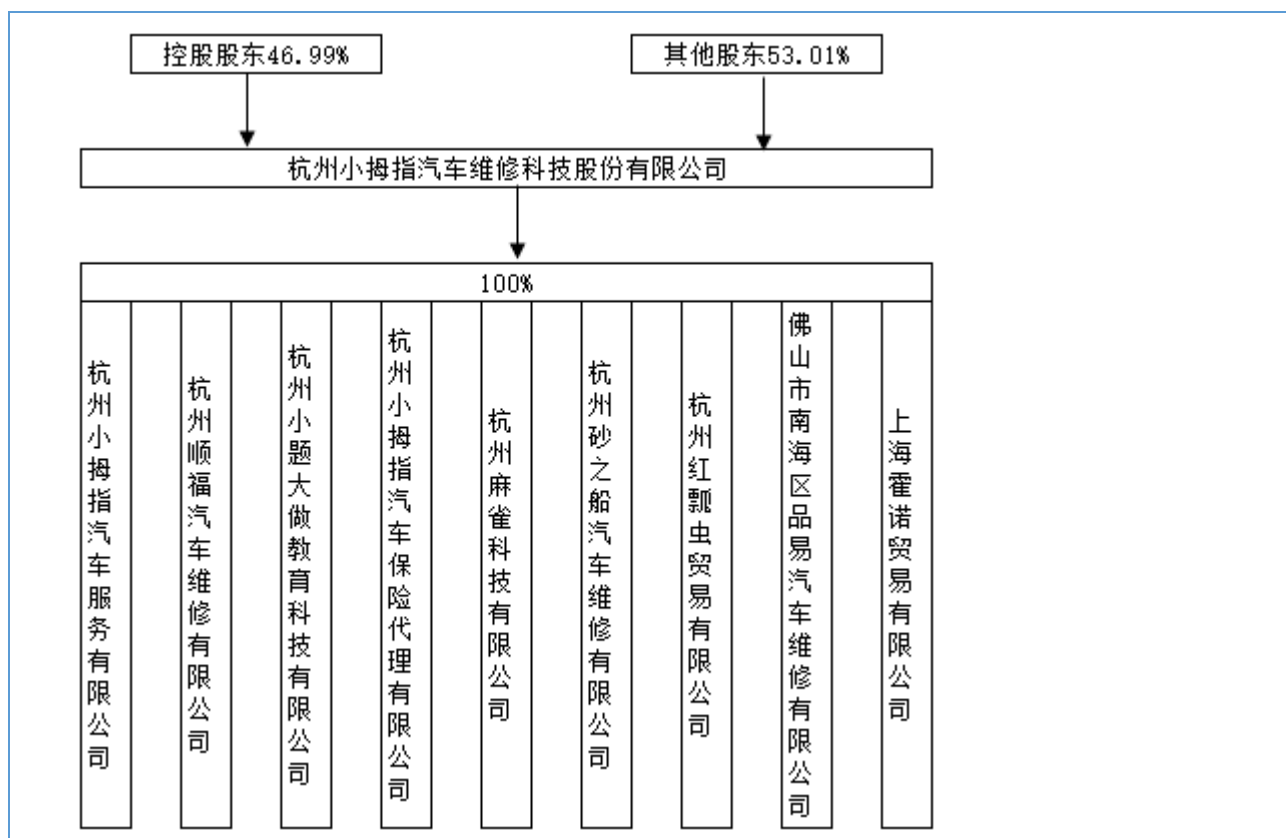 控股股东46.99%
其他股东53.01%
杭州小拇指汽车维修科技股份有限公司
100%
杭州小拇指汽车服务有限公司
杭州顺福汽车维修有限公司
杭州小题大做教育科技有限公司
杭州小拇指汽车保险代理有限公司
杭州麻雀科技有限公司
杭州砂之船汽车维修有限公司
杭州红瓢虫贸易有限公司
佛山市南海区品易汽车维修有限公司
上海霍诺贸易有限公司